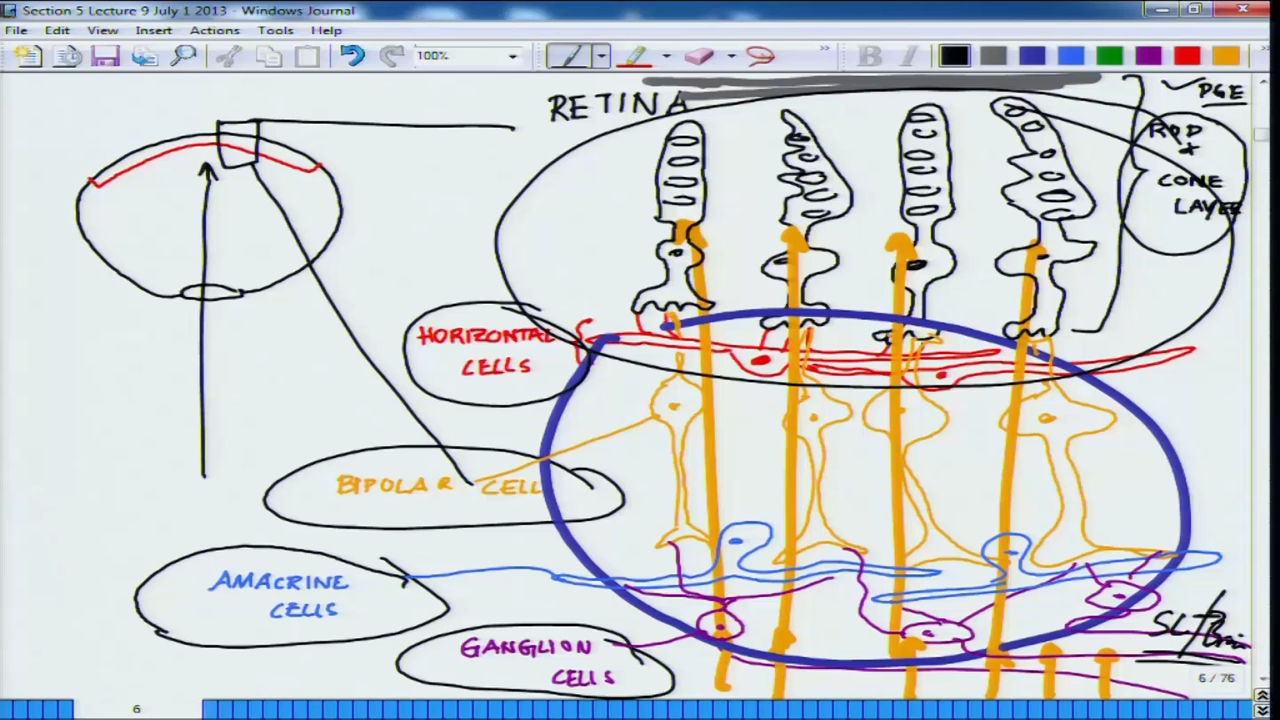 Section 5 Lecture 9 July 1 2013 - Windows Journal
File Edit View Insert Actions Tools Help
100%
B I
RETINA
PGE
ROD
+
CONE
LAYER
HORIZONTAL
CELLS
BIPOLAR CELL
AMACRINE
CELLS
GANGLION
CELLS
6 / 76
6